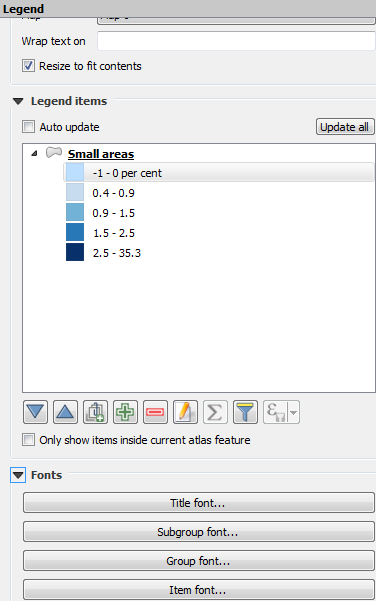 Legend
Wrap text on
Resize to fit contents
Legend items
Auto update
Update all
Small areas
-1 - 0 per cent
0.4 - 0.9
0.9 - 1.5
1.5 - 2.5
2.5 - 35.3
Σ
ε
Only show items inside current atlas feature
Fonts
Title font...
Subgroup font...
Group font...
Item font...